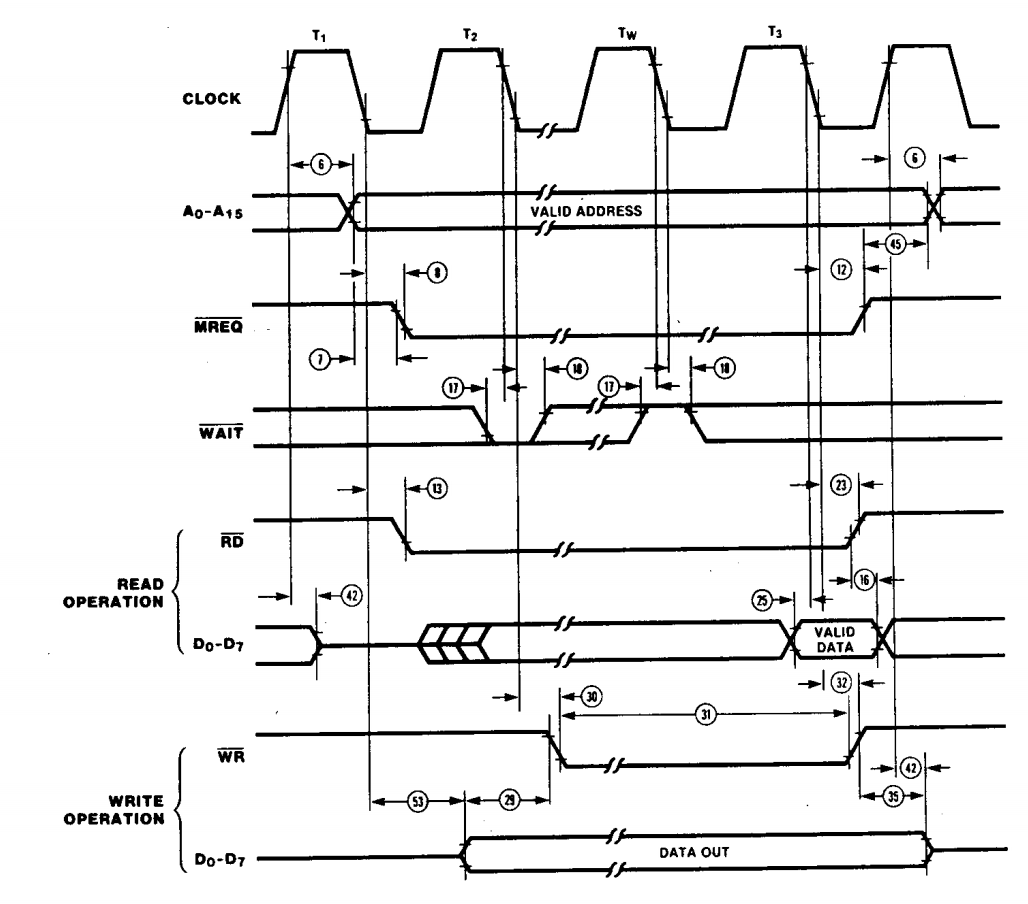 T1 T2 TW T3
CLOCK
6 6
A0-A15 VALID ADDRESS
45
8 12
MREQ
7
18 18
17 17
WAIT
13 23
RD
READ OPERATION
16
42 25
D0-D7 VALID DATA
32
30
31
WR
42
53 29 35
WRITE OPERATION
D0-D7 DATA OUT